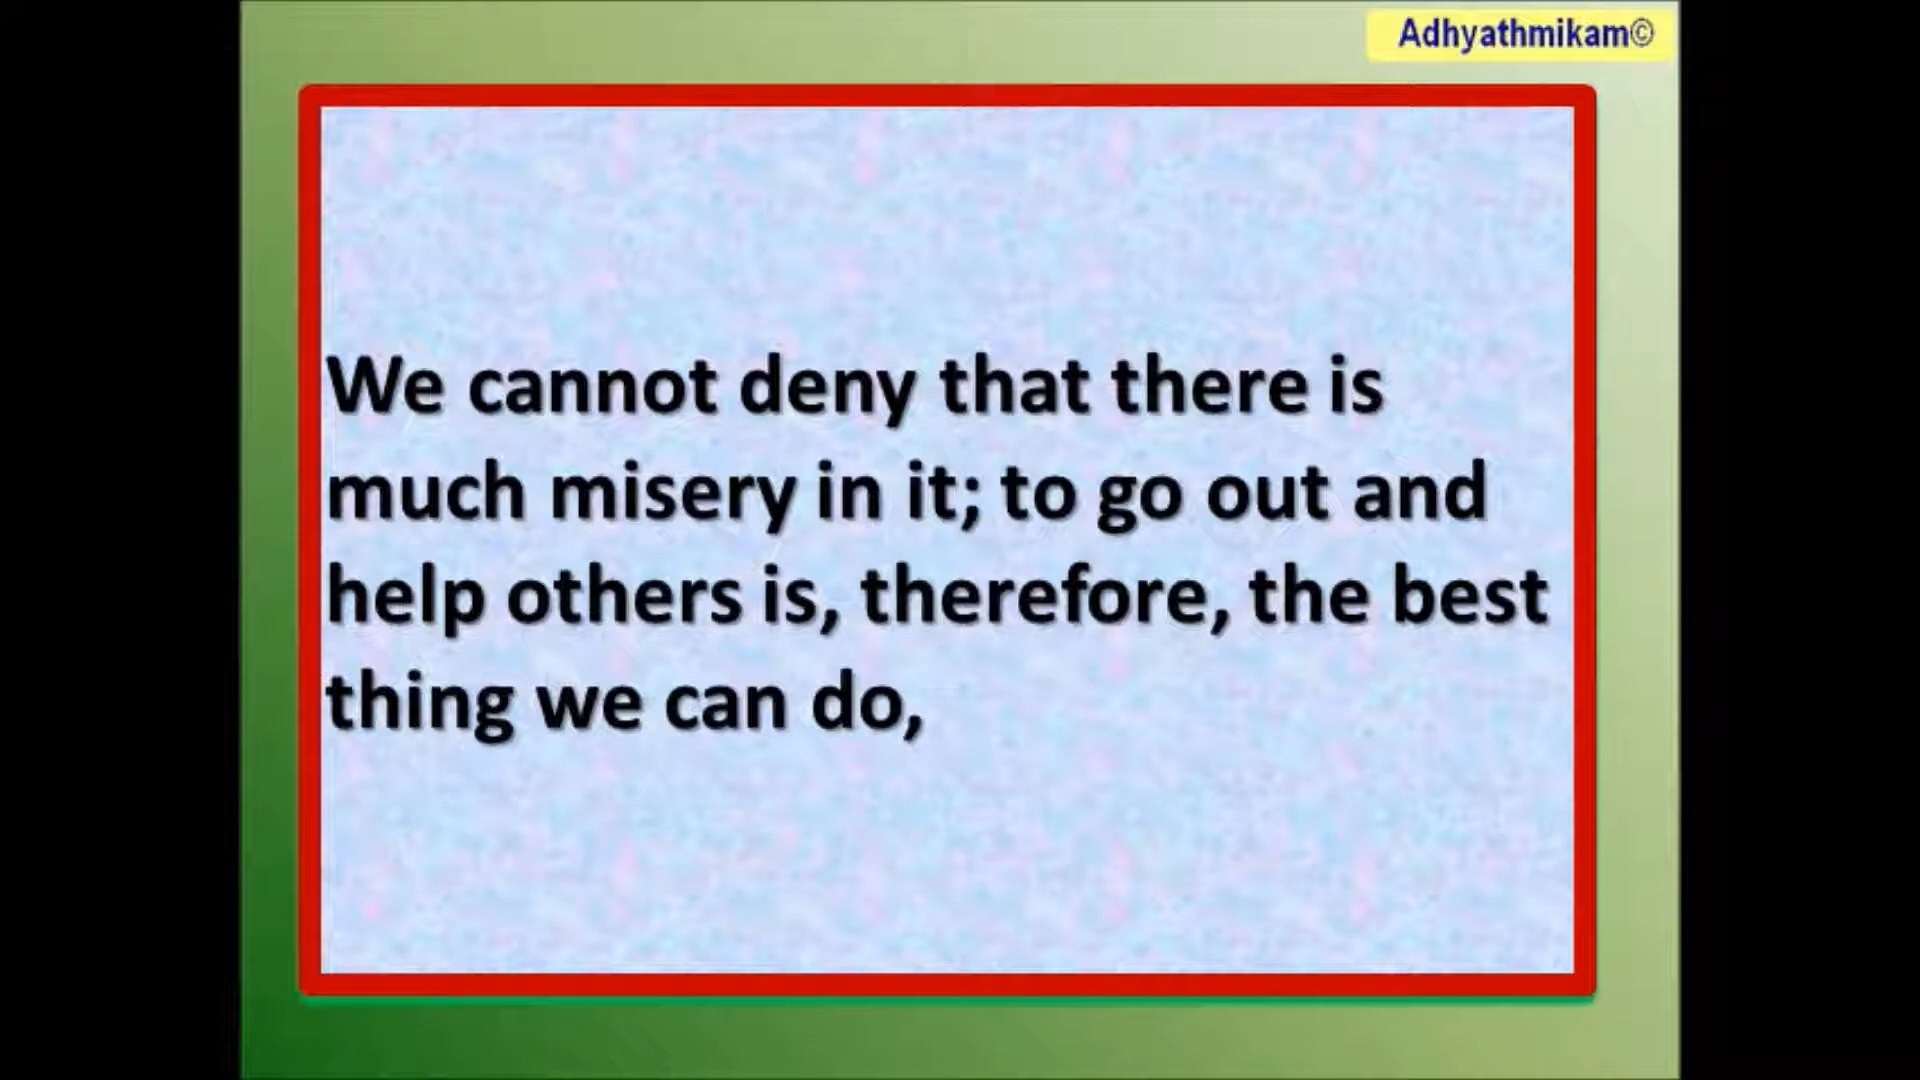 Adhyathmikam©
We cannot deny that there is
much misery in it; to go out and
help others is, therefore, the best
thing we can do,